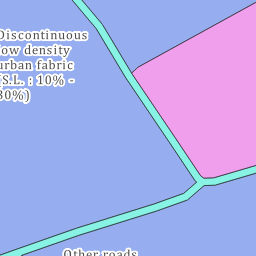 Discontinuous
low density
urban fabric
(S.L. : 10% -
30%)
Other roads